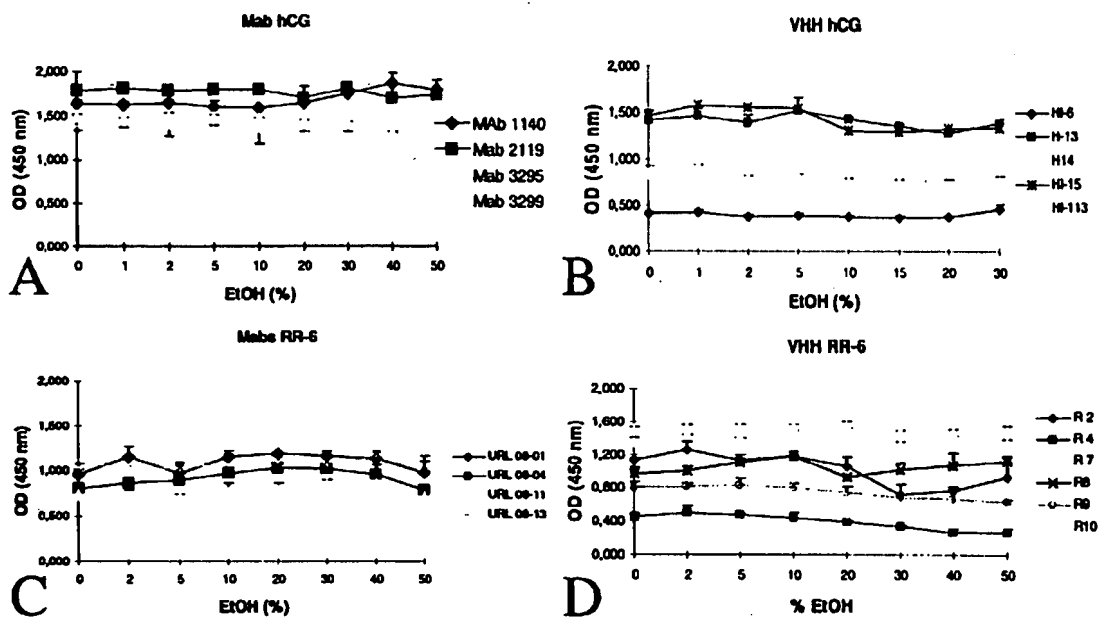 Mab hCG
2,000
1,500
1,000
0,500
0,000
OD (450 nm)
0 1 2 5 10 20 30 40 50
EtOH (%)
MAb 1140
Mab 2119
Mab 3295
Mab 3299
A
VHH hCG
2,000
1,500
1,000
0,500
0,000
OD (450 nm)
0 1 2 5 10 15 20 30
EtOH (%)
HI-6
H-13
H14
HI-15
HI-113
B
Mabs RR-6
2,000
1,500
1,000
0,500
0,000
OD (450 nm)
0 2 5 10 20 30 40 50
EtOH (%)
URL 08-01
URL 08-04
URL 08-11
URL 08-13
C
VHH RR-6
2,000
1,600
1,200
0,800
0,400
0,000
OD (450 nm)
0 2 5 10 20 30 40 50
% EtOH
R 2
R 4
R 7
R8
R9
R10
D